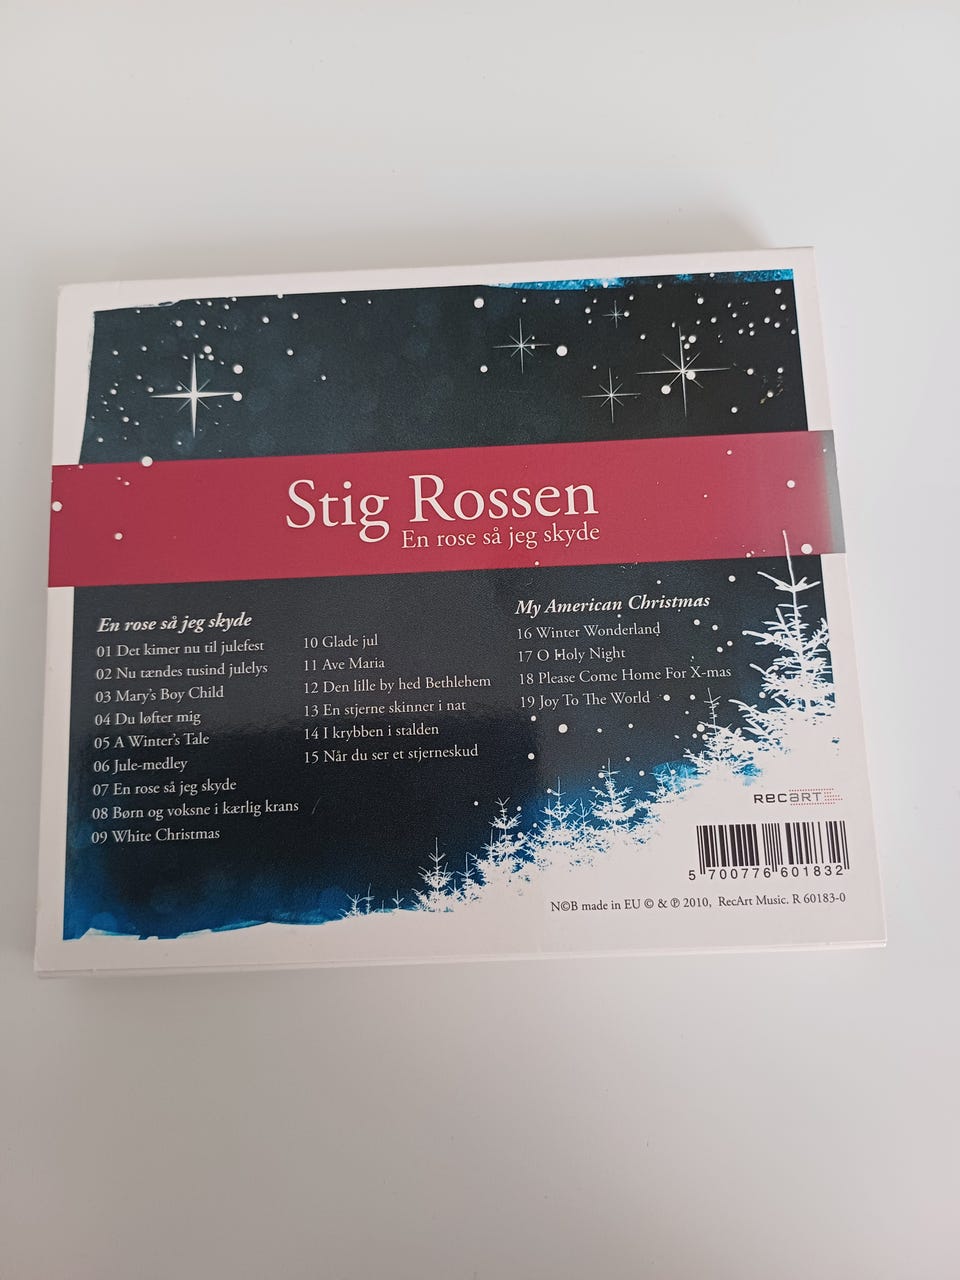 Stig Rossen
En rose så jeg skyde
En rose så jeg skyde
01 Det kimer nu til julefest
02 Nu tændes tusind julelys
03 Mary's Boy Child
04 Du løfter mig
05 A Winter's Tale
06 Jule-medley
07 En rose så jeg skyde
08 Børn og voksne i kærlig krans
09 White Christmas
10 Glade jul
11 Ave Maria
12 Den lille by hed Bethlehem
13 En stjerne skinner i nat
14 I krybben i stalden
15 Når du ser et stjerneskud
My American Christmas
16 Winter Wonderland
17 O Holy Night
18 Please Come Home For X-mas
19 Joy To The World
RECART
5 700776 601832
N©B made in EU © & ℗ 2010, RecArt Music. R 60183-0